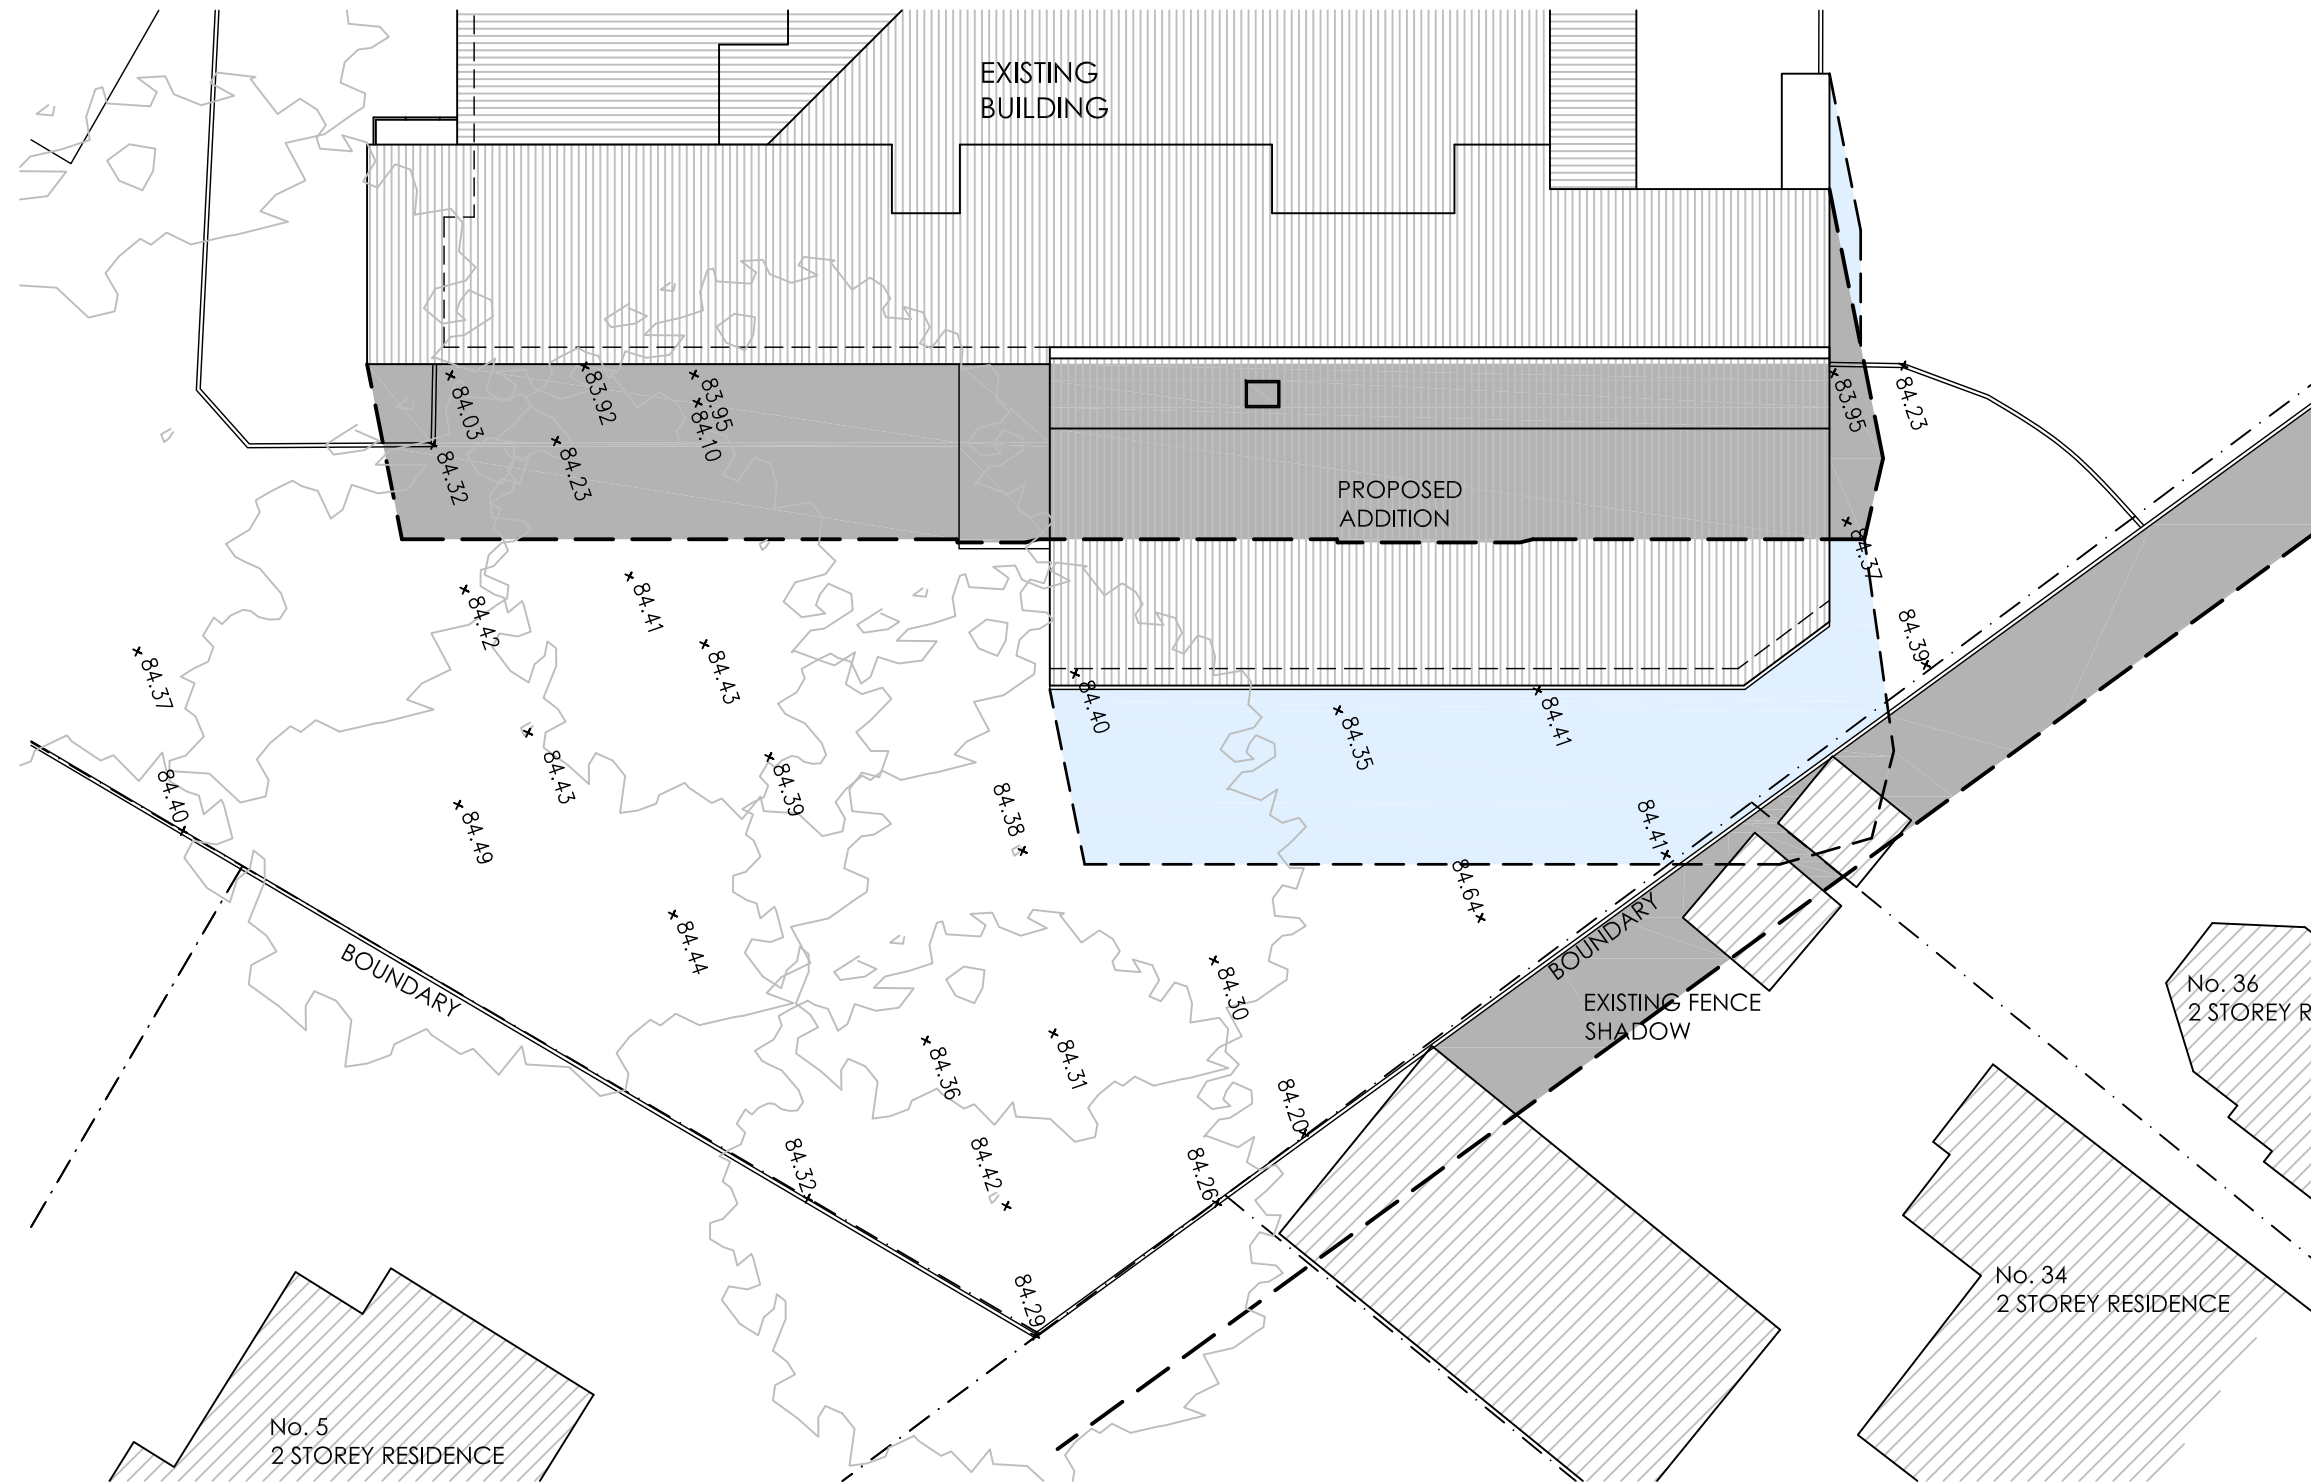 EXISTING
BUILDING
84.03
83.92
83.95
84.10
83.95
84.23
84.32
84.23
PROPOSED
ADDITION
84.37
84.42
84.41
84.43
84.39
84.37
84.40
84.41
84.35
84.43
84.39
84.40
84.38
84.41
84.49
84.64
84.44
BOUNDARY
BOUNDARY
84.30
EXISTING FENCE
SHADOW
No. 36
2 STOREY R
84.36
84.31
84.20
84.32
84.42
84.26
84.29
No. 34
2 STOREY RESIDENCE
No. 5
2 STOREY RESIDENCE